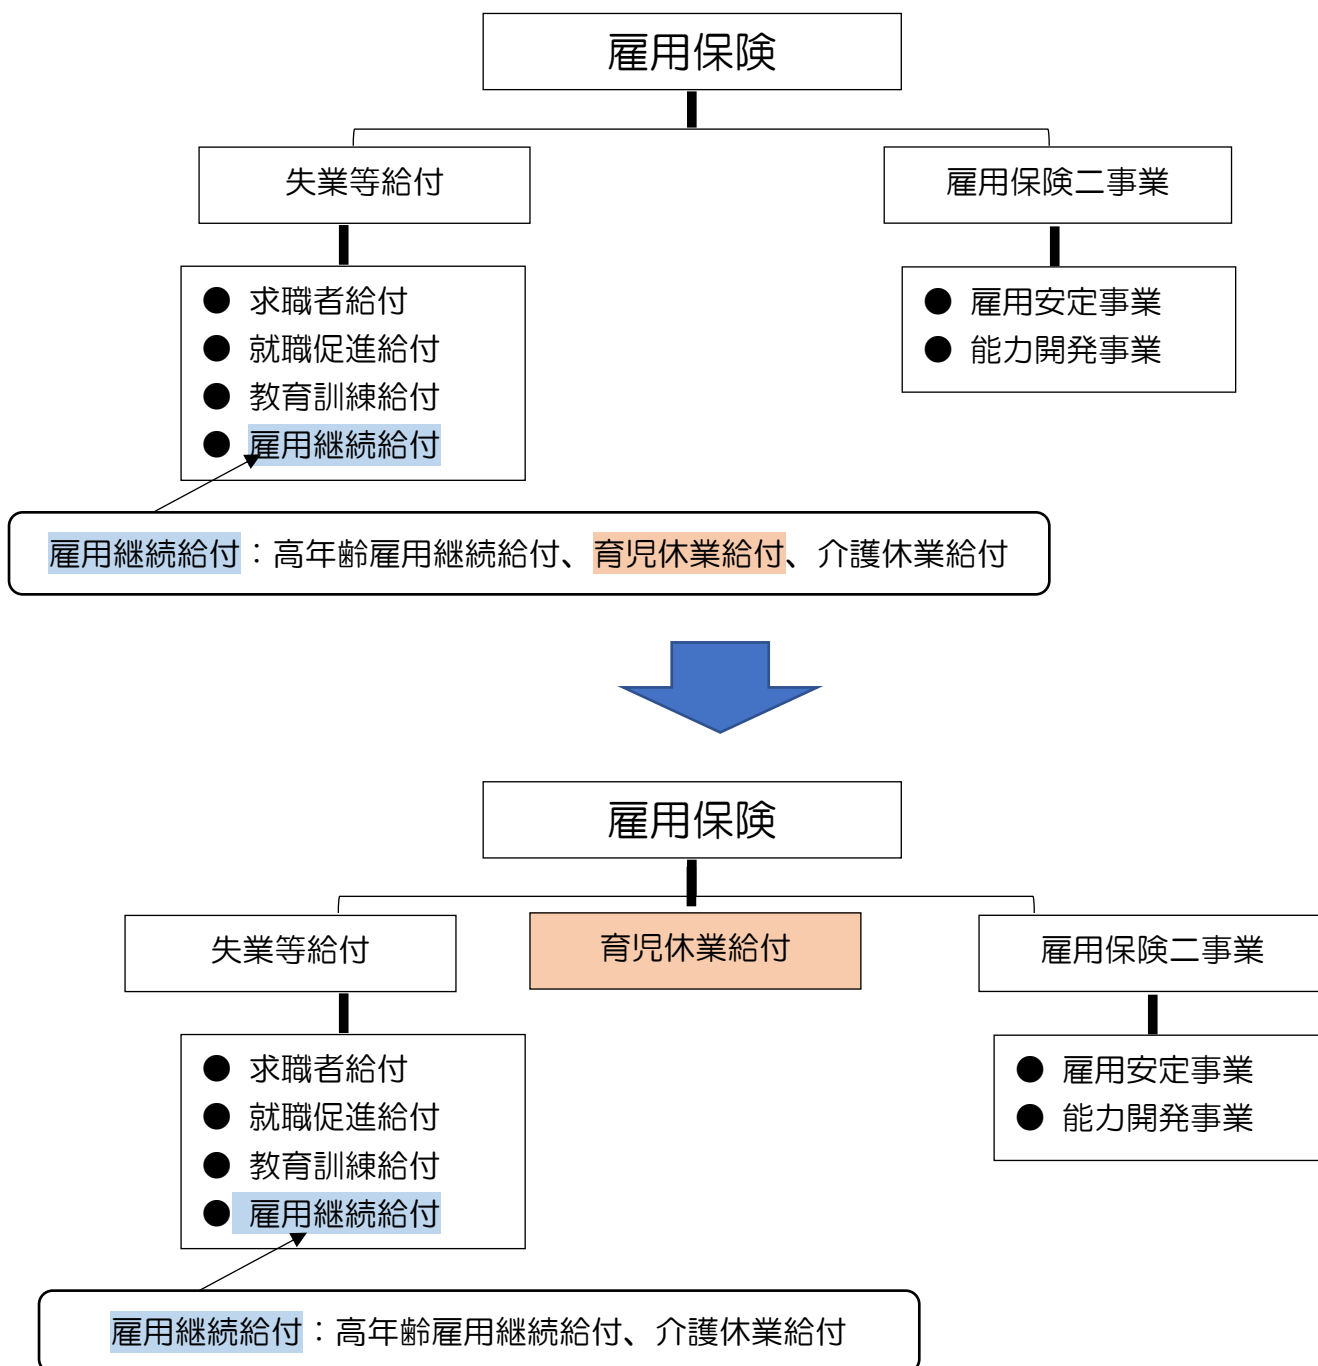 雇用保険
失業等給付
雇用保険二事業
● 求職者給付
● 就職促進給付
● 教育訓練給付
● 雇用継続給付
● 雇用安定事業
● 能力開発事業
雇用継続給付：高年齢雇用継続給付、育児休業給付、介護休業給付
雇用保険
失業等給付
育児休業給付
雇用保険二事業
● 求職者給付
● 就職促進給付
● 教育訓練給付
● 雇用継続給付
● 雇用安定事業
● 能力開発事業
雇用継続給付：高年齢雇用継続給付、介護休業給付